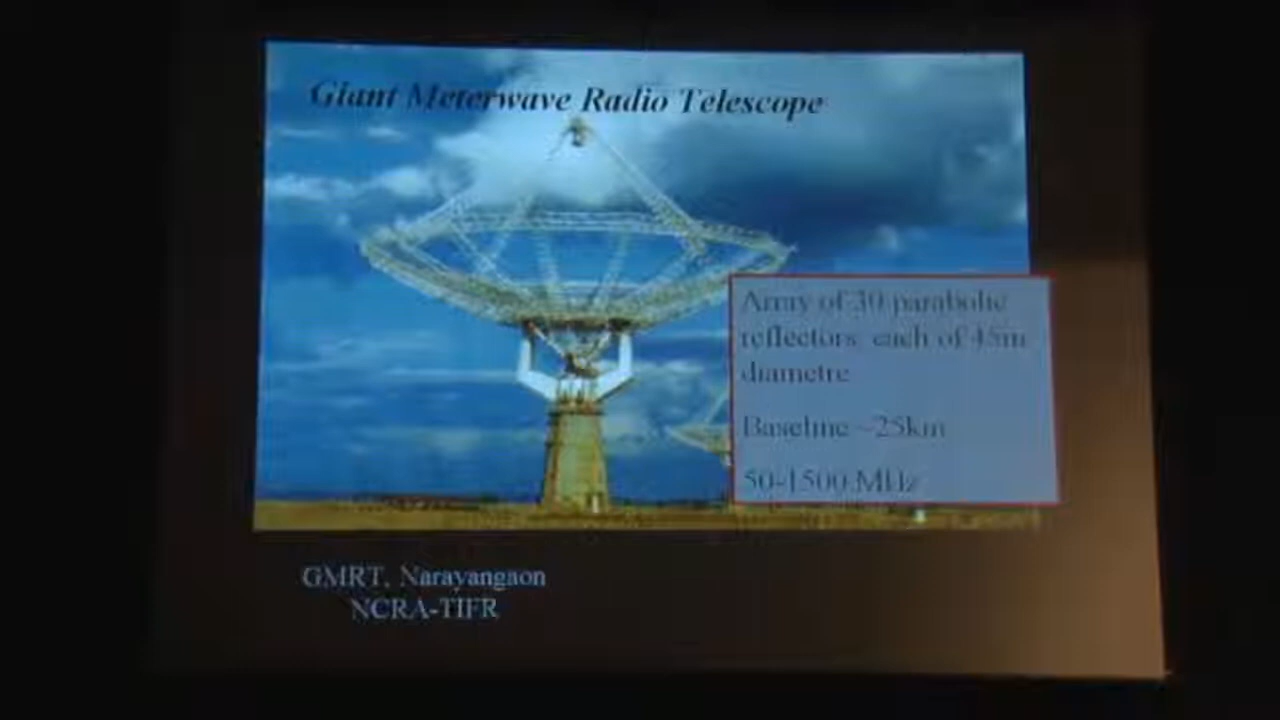 Giant Meterwave Radio Telescope
Array of 30 parabolic
reflectors, each of 45m
diametre
Baseline ~25km
50-1500 MHz
GMRT, Narayangaon
NCRA-TIFR